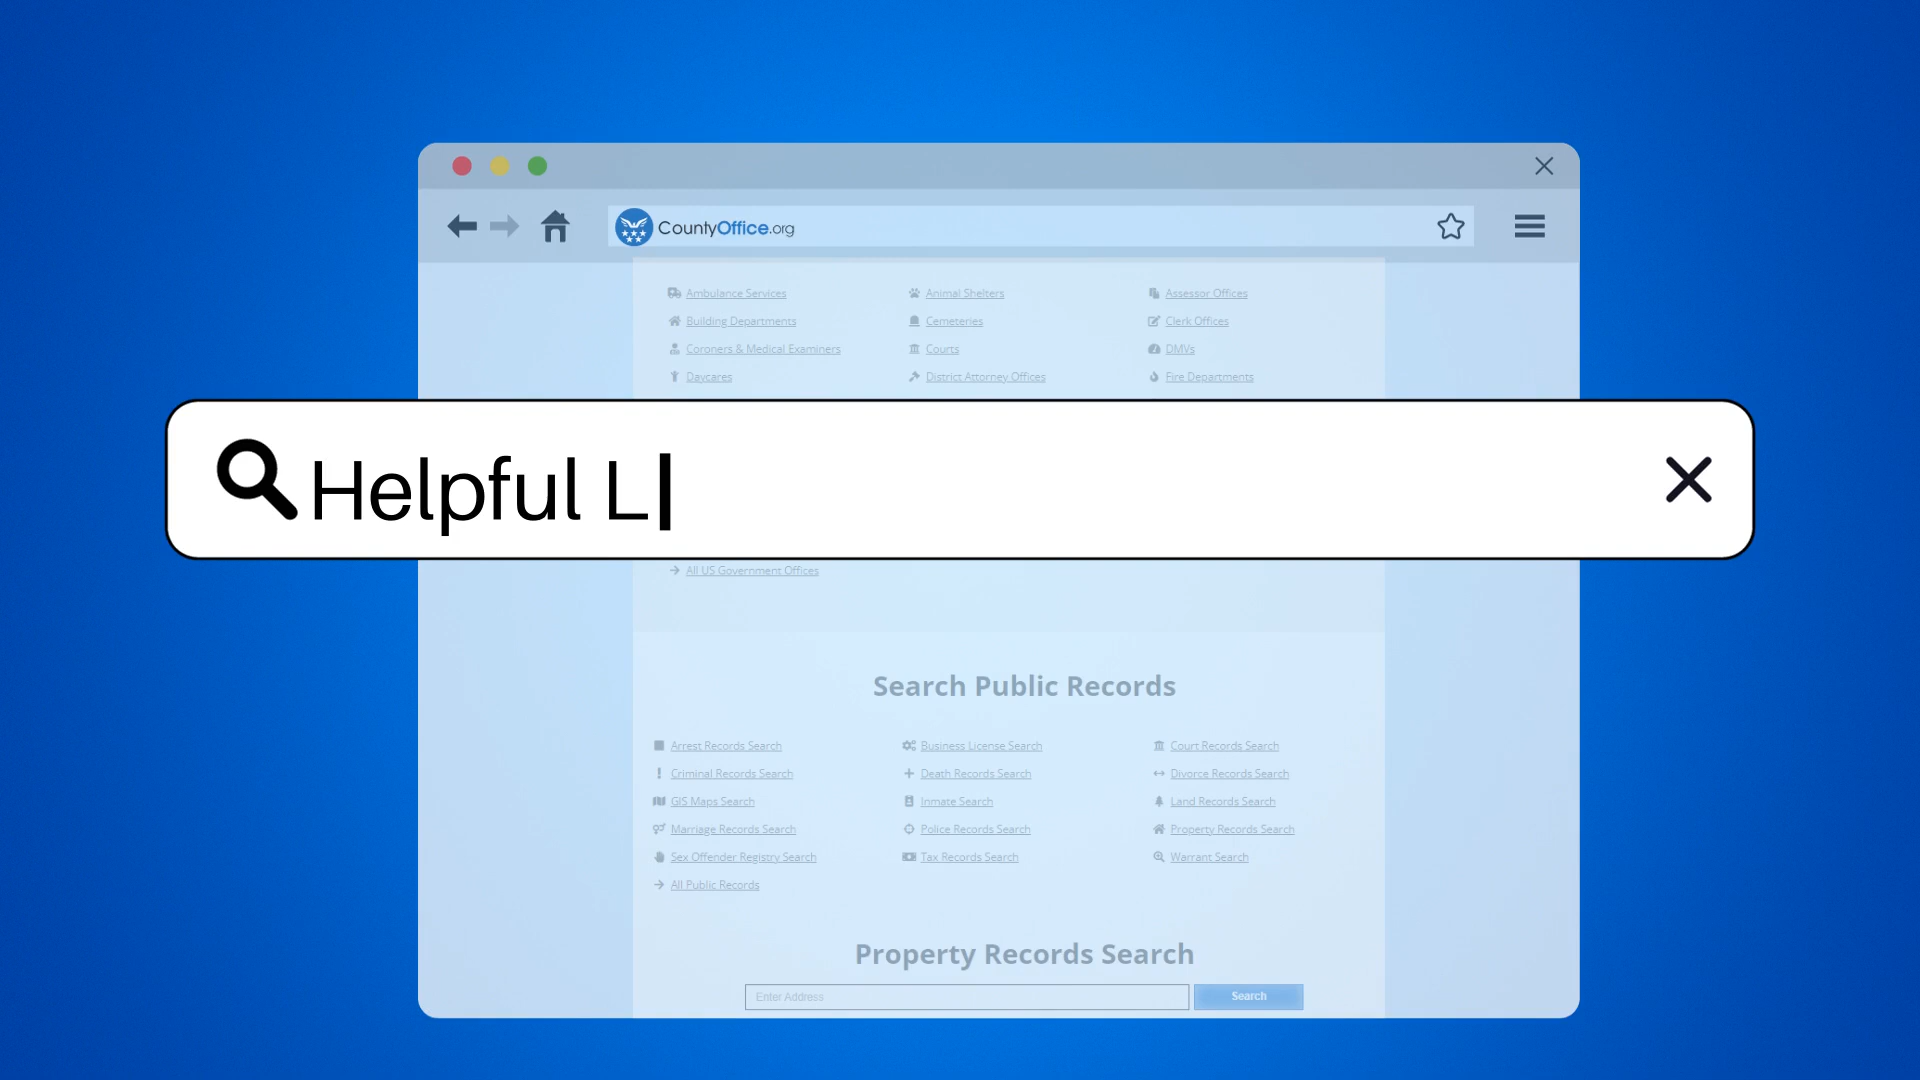 CountyOffice.org
Ambulance Services Animal Shelters Assessor Offices
Building Departments Cemeteries Clerk Offices
Coroners & Medical Examiners Courts DMVs
Daycares District Attorney Offices Fire Departments
Helpful L
All US Government Offices
Search Public Records
Arrest Records Search Business License Search Court Records Search
Criminal Records Search Death Records Search Divorce Records Search
GIS Maps Search Inmate Search Land Records Search
Marriage Records Search Police Records Search Property Records Search
Sex Offender Registry Search Tax Records Search Warrant Search
All Public Records
Property Records Search
Enter Address Search